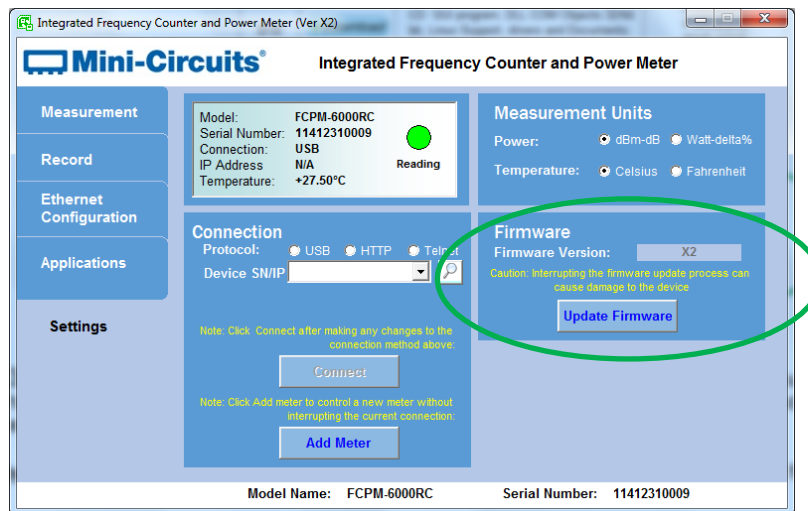 Integrated Frequency Counter and Power Meter (Ver X2)
Mini-Circuits®
Integrated Frequency Counter and Power Meter
Measurement
Record
Ethernet
Configuration
Applications
Settings
Model: FCPM-6000RC
Serial Number: 11412310009
Connection: USB
IP Address N/A
Temperature: +27.50°C
Reading
Measurement Units
Power: dBm-dB Watt-delta%
Temperature: Celsius Fahrenheit
Connection
Protocol: USB HTTP Telnet
Device SN/IP
Note: Click Connect after making any changes to the
connection method above:
Connect
Note: Click Add meter to control a new meter without
interrupting the current connection:
Add Meter
Firmware
Firmware Version: X2
Caution: Interrupting the firmware update process can
cause damage to the device
Update Firmware
Model Name: FCPM-6000RC Serial Number: 11412310009